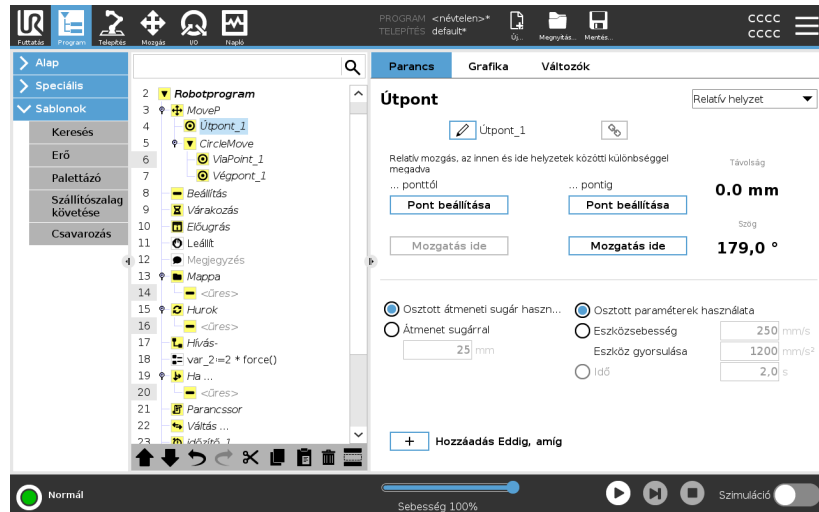 UR
PROGRAM <névtelen>*
TELEPÍTÉS default*
Futtatás Program Telepítés Mozgás I/O Napló
Új... Megnyitás... Mentés...
cccc
cccc
Alap
Speciális
Sablonok
Keresés
Erő
Palettázó
Szállítószalag
követése
Csavarozás
2 Robotprogram
3 MoveP
4 Útpont_1
5 CircleMove
6 ViaPoint_1
7 Végpont_1
8 Beállítás
9 Várakozás
10 Előugrás
11 Leállít
12 Megjegyzés
13 Mappa
14 <üres>
15 Hurok
16 <üres>
17 Hívás-
18 var_2:=2 * force()
19 Ha ...
20 <üres>
21 Parancssor
22 Váltás ...
23 időzítő_1
Parancs Grafika Változók
Útpont
Relatív helyzet
Útpont_1
Relatív mozgás, az innen és ide helyzetek közötti különbséggel
megadva
... ponttól
... pontig
Pont beállítása
Pont beállítása
Mozgatás ide
Mozgatás ide
Távolság
0.0 mm
Szög
179,0 °
Osztott átmeneti sugár haszn...
Átmenet sugárral
25 mm
Osztott paraméterek használata
Eszközsebesség 250 mm/s
Eszköz gyorsulása 1200 mm/s²
Idő 2,0 s
+ Hozzáadás Eddig, amíg
Normál
Sebesség 100%
Szimuláció